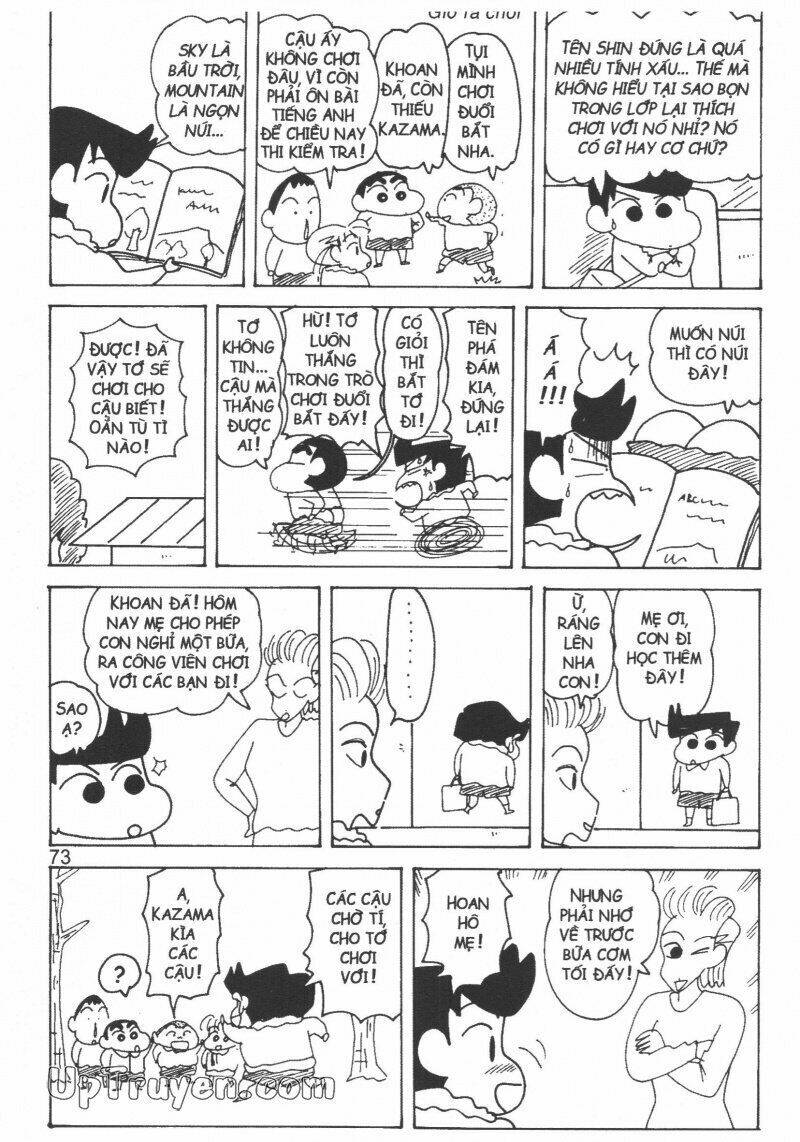 TÊN SHIN ĐÚNG LÀ QUÁ
NHIỀU TÍNH XẤU... THẾ MÀ
KHÔNG HIỂU TẠI SAO BỌN
TRONG LỚP LẠI THÍCH
CHƠI VỚI NÓ NHỈ? NÓ
CÓ GÌ HAY CƠ CHỨ?
Giờ ra chơi
TỤI
MÌNH
CHƠI
ĐUỔI
BẮT
NHA.
KHOAN
ĐÃ, CÒN
THIẾU
KAZAMA.
CẬU ẤY
KHÔNG CHƠI
ĐÂU, VÌ CÒN
PHẢI ÔN BÀI
TIẾNG ANH
ĐỂ CHIỀU NAY
THI KIỂM TRA!
SKY LÀ
BẦU TRỜI,
MOUNTAIN
LÀ NGỌN
NÚI...
MUỐN NÚI
THÌ CÓ NÚI
ĐÂY!
Á
Á
!!!
ABC
TÊN
PHÁ
ĐÁM
KIA,
ĐỨNG
LẠI!
CÓ
GIỎI
THÌ
BẮT
TỚ
ĐI!
HỪ! TỚ
LUÔN
THẮNG
TRONG TRÒ
CHƠI ĐUỔI
BẮT ĐẤY!
TỚ
KHÔNG
TIN...
CẬU MÀ
THẮNG
ĐƯỢC
AI!
ĐƯỢC! ĐÃ
VẬY TỚ SẼ
CHƠI CHO
CẬU BIẾT!
OẲN TÙ TÌ
NÀO!
MẸ ƠI,
CON ĐI
HỌC THÊM
ĐÂY!
Ừ,
RÁNG
LÊN
NHA
CON!
......
KHOAN ĐÃ! HÔM
NAY MẸ CHO PHÉP
CON NGHỈ MỘT BỮA,
RA CÔNG VIÊN CHƠI
VỚI CÁC BẠN ĐI!
SAO
Ạ?
73
NHƯNG
PHẢI NHỚ
VỀ TRƯỚC
BỮA CƠM
TỐI ĐẤY!
HOAN
HÔ
MẸ!
CÁC CẬU
CHỜ TÍ,
CHO TỚ
CHƠI
VỚI!
A,
KAZAMA
KÌA
CÁC
CẬU!
?
UpTruyen.com